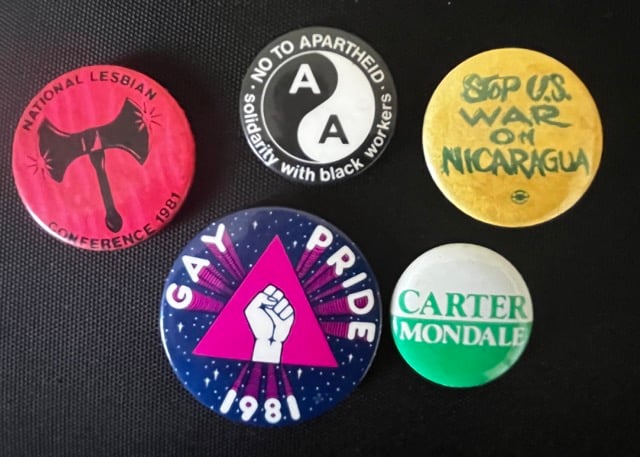 NATIONAL LESBIAN
CONFERENCE 1981
NO TO APARTHEID
A
A
solidarity with black workers
STOP U.S.
WAR
ON
NICARAGUA
GAY PRIDE
1981
CARTER
MONDALE